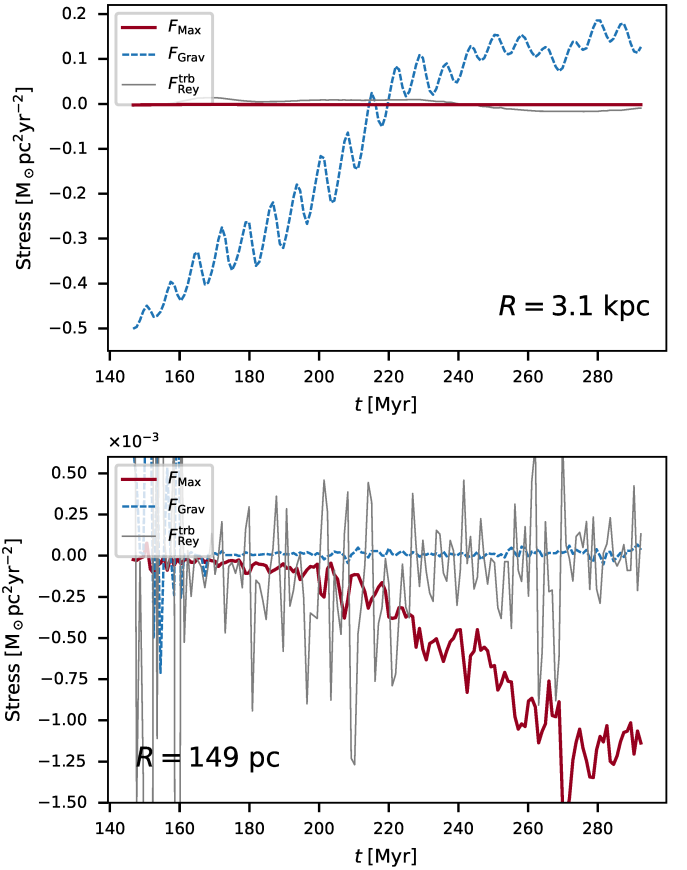 0.2
0.1
0.0
−0.1
−0.2
−0.3
−0.4
−0.5
Stress [M⊙pc²yr⁻²]
F_Max
F_Grav
F_Rey^trb
R = 3.1 kpc
140 160 180 200 220 240 260 280
t [Myr]
×10⁻³
0.50
0.25
0.00
−0.25
−0.50
−0.75
−1.00
−1.25
−1.50
Stress [M⊙pc²yr⁻²]
F_Max
F_Grav
F_Rey^trb
R = 149 pc
140 160 180 200 220 240 260 280
t [Myr]